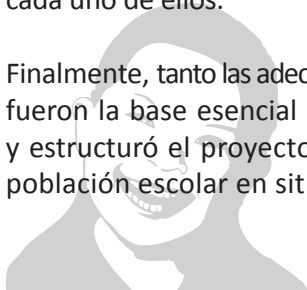 cada uno de ellos.
Finalmente, tanto las
fueron la base esencial
y estructuró el proyecto
población escolar en